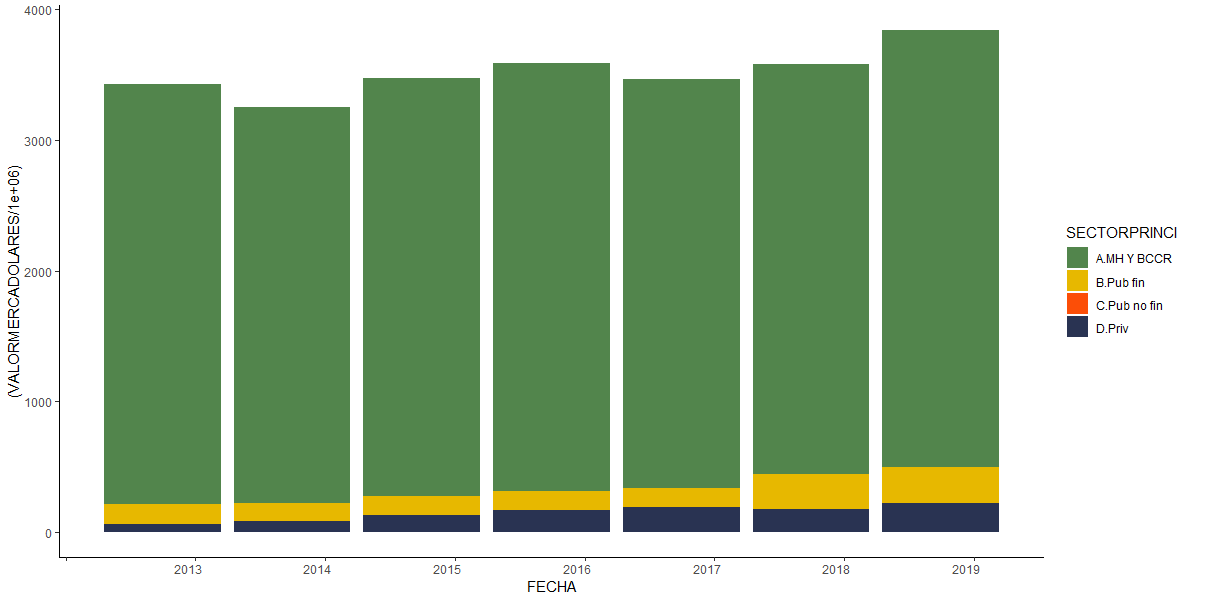 4000
3000
2000
1000
0
(VALORMERCADOLARES/1e+06)
2013 2014 2015 2016 2017 2018 2019
FECHA
SECTORPRINCI
A.MH Y BCCR
B.Pub fin
C.Pub no fin
D.Priv